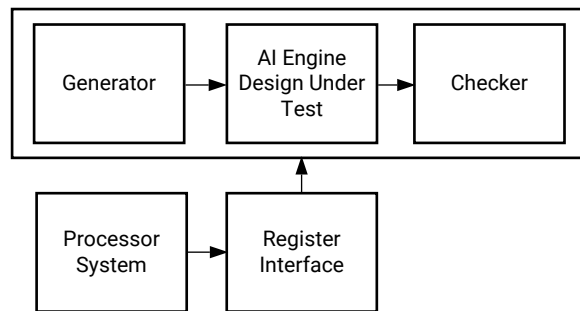 Generator
AI Engine
Design Under
Test
Checker
Processor
System
Register
Interface